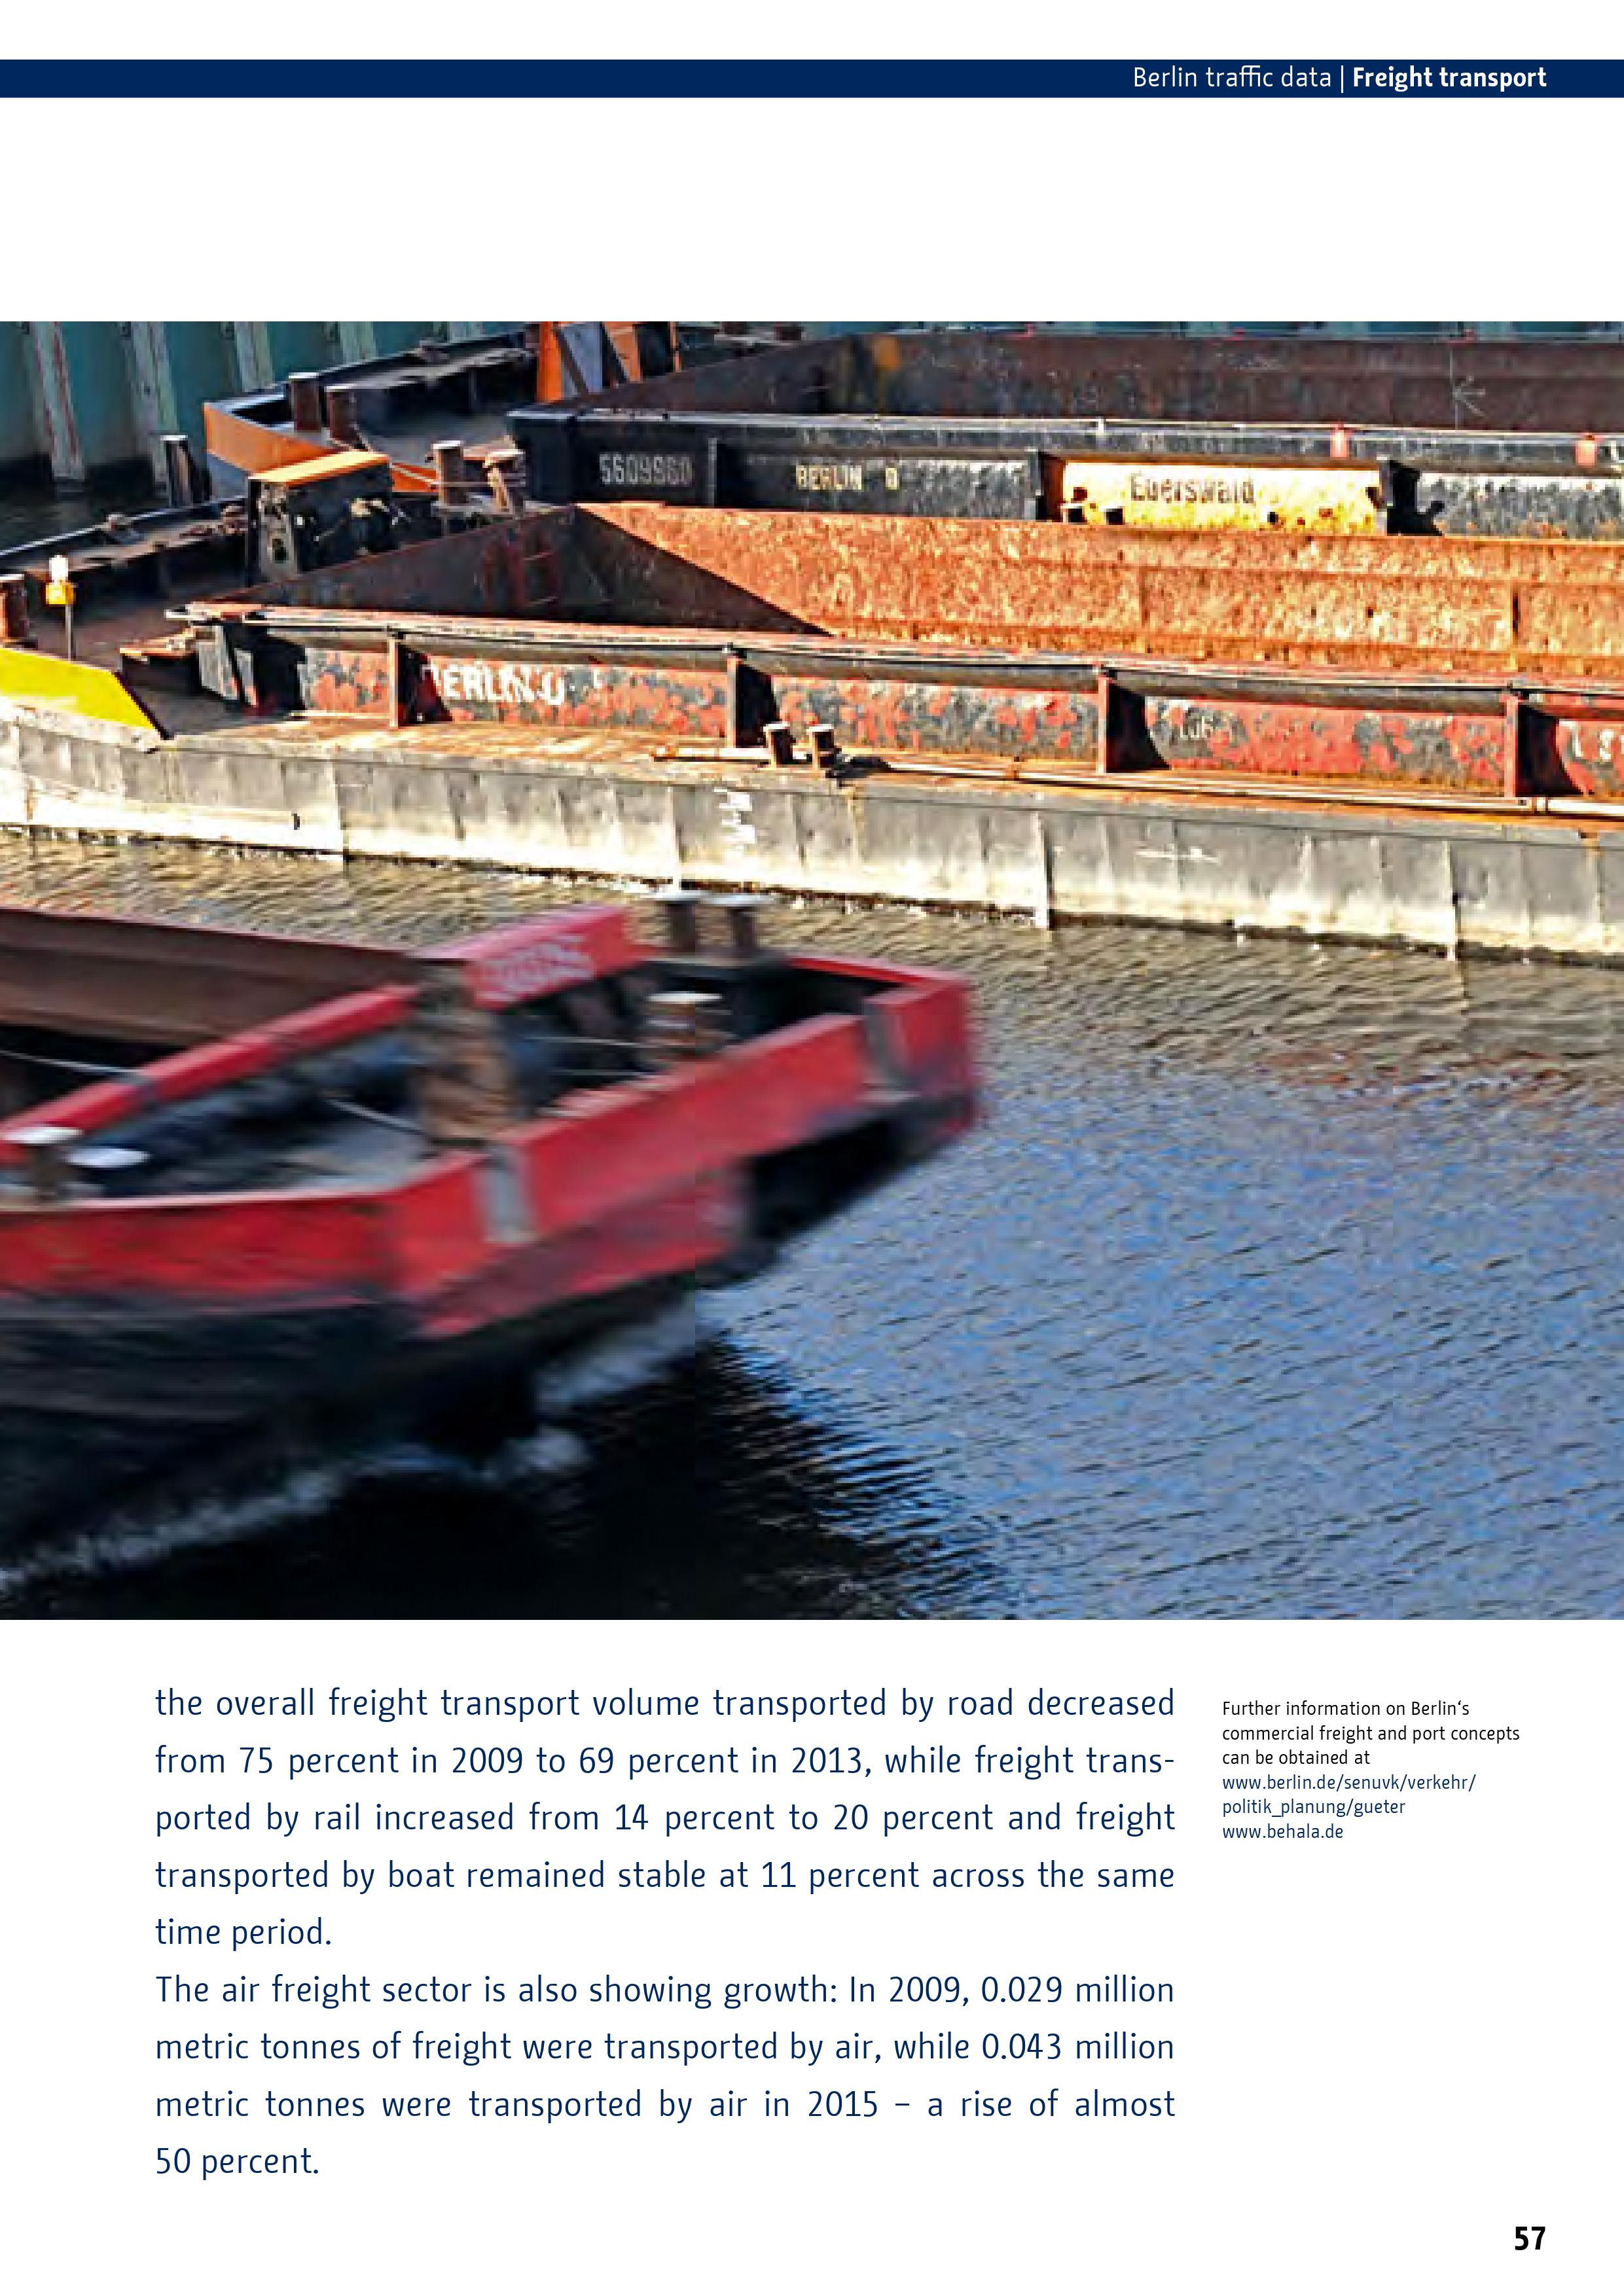 Berlin traffic data | Freight transport
5609960
BERLIN
Eberswald
the overall freight transport volume transported by road decreased
from 75 percent in 2009 to 69 percent in 2013, while freight trans-
ported by rail increased from 14 percent to 20 percent and freight
transported by boat remained stable at 11 percent across the same
time period.
The air freight sector is also showing growth: In 2009, 0.029 million
metric tonnes of freight were transported by air, while 0.043 million
metric tonnes were transported by air in 2015 – a rise of almost
50 percent.
Further information on Berlin‘s
commercial freight and port concepts
can be obtained at
www.berlin.de/senuvk/verkehr/
politik_planung/gueter
www.behala.de
57